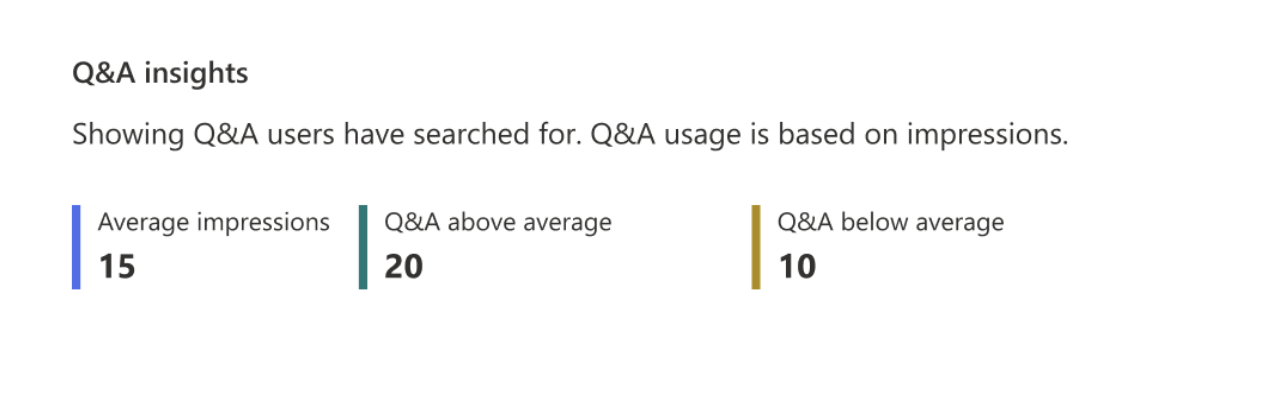 Q&A insights
Showing Q&A users have searched for. Q&A usage is based on impressions.
Average impressions
15
Q&A above average
20
Q&A below average
10